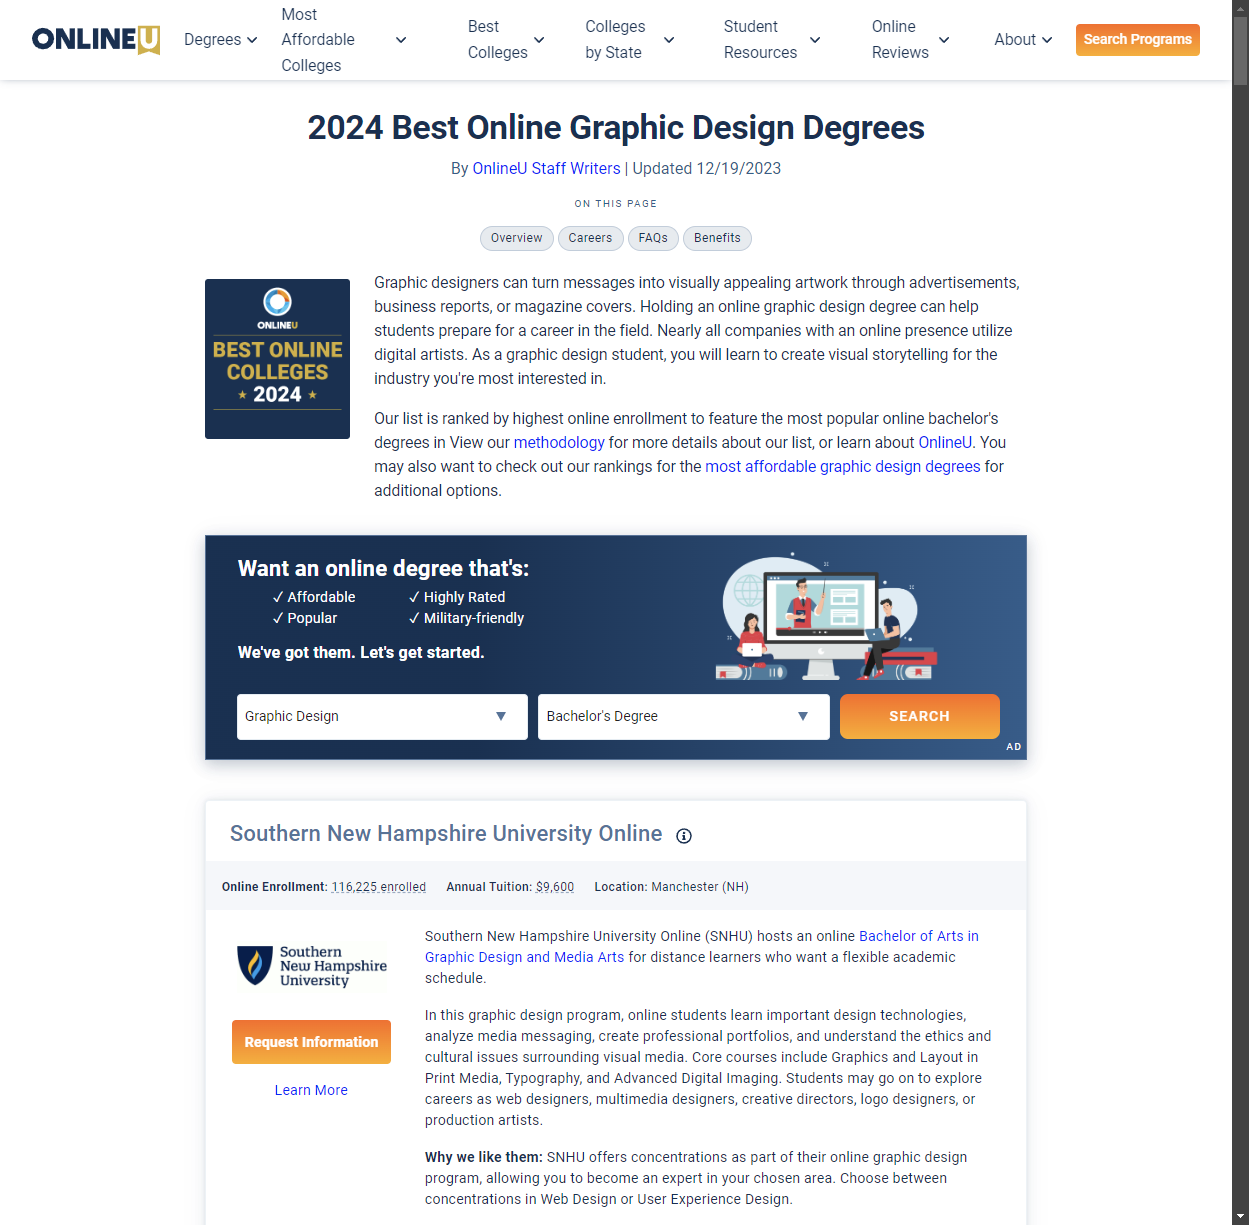 ONLINEU
Degrees
Most
Affordable
Colleges
Best
Colleges
Colleges
by State
Student
Resources
Online
Reviews
About
Search Programs
2024 Best Online Graphic Design Degrees
By OnlineU Staff Writers | Updated 12/19/2023
ON THIS PAGE
Overview
Careers
FAQs
Benefits
ONLINEU
BEST ONLINE
COLLEGES
★ 2024 ★
Graphic designers can turn messages into visually appealing artwork through advertisements,
business reports, or magazine covers. Holding an online graphic design degree can help
students prepare for a career in the field. Nearly all companies with an online presence utilize
digital artists. As a graphic design student, you will learn to create visual storytelling for the
industry you're most interested in.
Our list is ranked by highest online enrollment to feature the most popular online bachelor's
degrees in View our methodology for more details about our list, or learn about OnlineU. You
may also want to check out our rankings for the most affordable graphic design degrees for
additional options.
Want an online degree that's:
✓ Affordable ✓ Highly Rated
✓ Popular ✓ Military-friendly
We've got them. Let's get started.
Graphic Design
Bachelor's Degree
SEARCH
AD
Southern New Hampshire University Online
Online Enrollment: 116,225 enrolled Annual Tuition: $9,600 Location: Manchester (NH)
Southern
New Hampshire
University
Request Information
Learn More
Southern New Hampshire University Online (SNHU) hosts an online Bachelor of Arts in
Graphic Design and Media Arts for distance learners who want a flexible academic
schedule.
In this graphic design program, online students learn important design technologies,
analyze media messaging, create professional portfolios, and understand the ethics and
cultural issues surrounding visual media. Core courses include Graphics and Layout in
Print Media, Typography, and Advanced Digital Imaging. Students may go on to explore
careers as web designers, multimedia designers, creative directors, logo designers, or
production artists.
Why we like them: SNHU offers concentrations as part of their online graphic design
program, allowing you to become an expert in your chosen area. Choose between
concentrations in Web Design or User Experience Design.